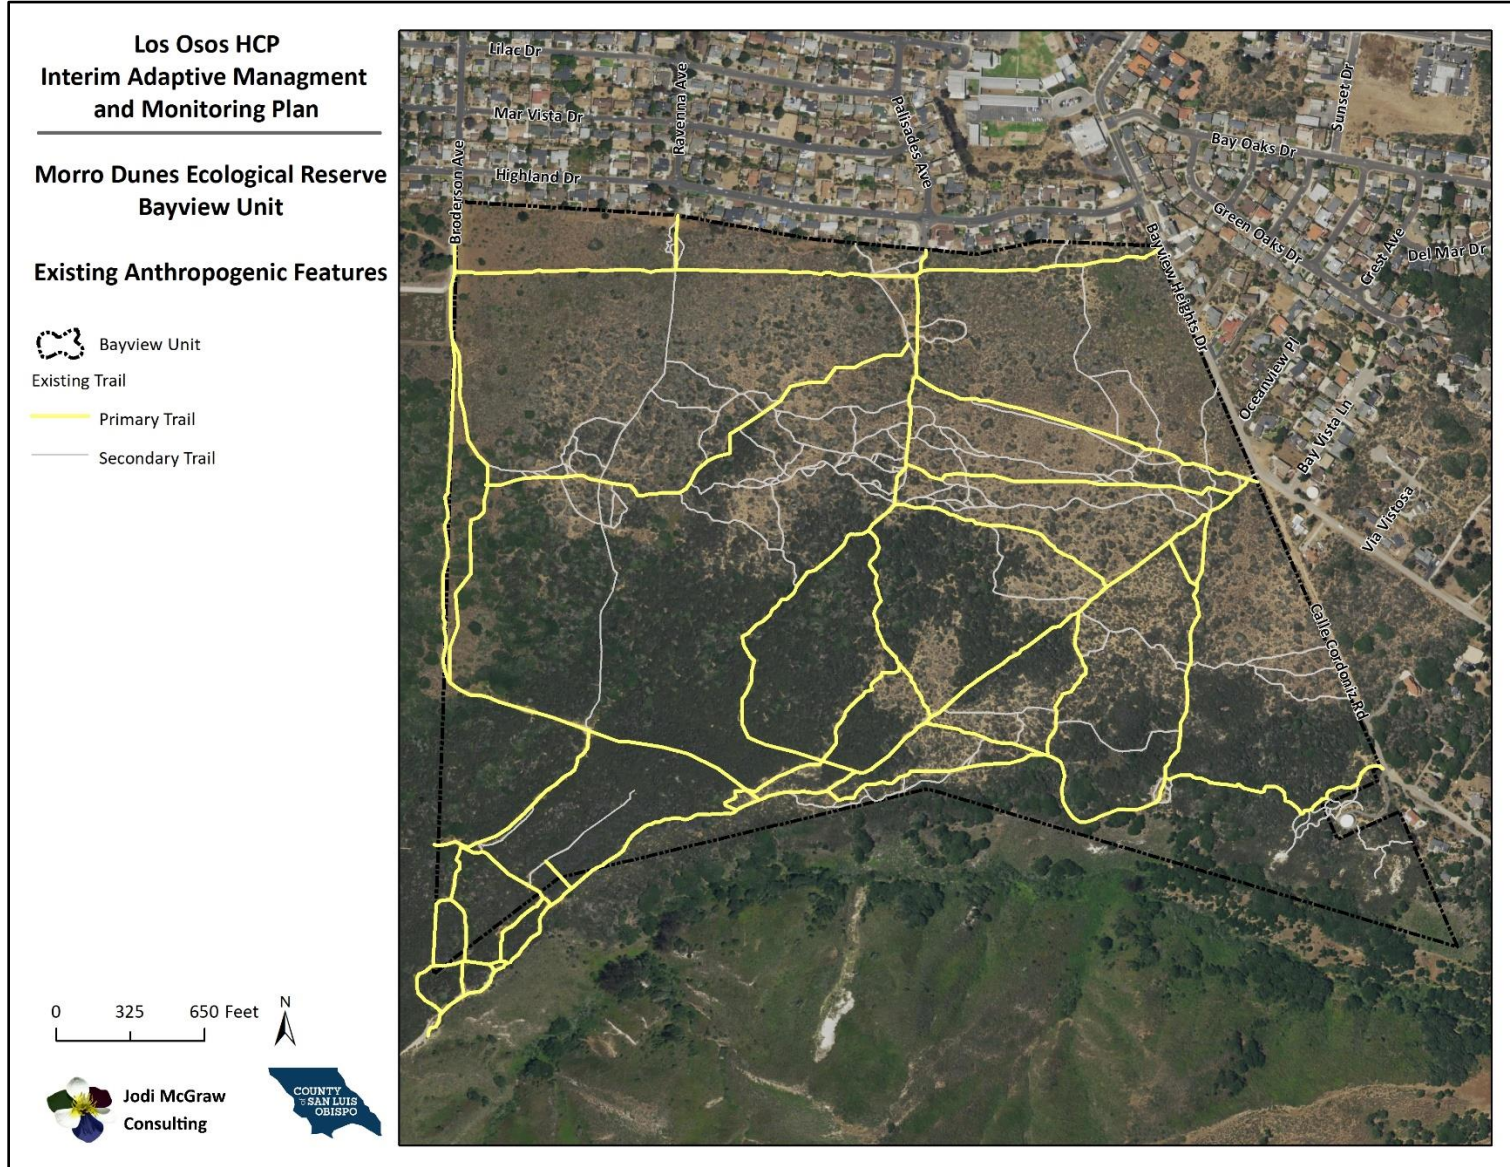 Los Osos HCP
Interim Adaptive Managment
and Monitoring Plan
Morro Dunes Ecological Reserve
Bayview Unit
Existing Anthropogenic Features
Bayview Unit
Existing Trail
Primary Trail
Secondary Trail
0 325 650 Feet
N
Jodi McGraw
Consulting
COUNTY
OF SAN LUIS
OBISPO
Lilac Dr
Mar Vista Dr
Highland Dr
Broderson Ave
Ravenna Ave
Palisades Ave
Sunset Dr
Bay Oaks Dr
Green Oaks Dr
Crest Ave
Del Mar Dr
Bayview Heights Dr
Oceanview Pl
Bay Vista Ln
Via Vistosa
Calle Cordoniz Rd